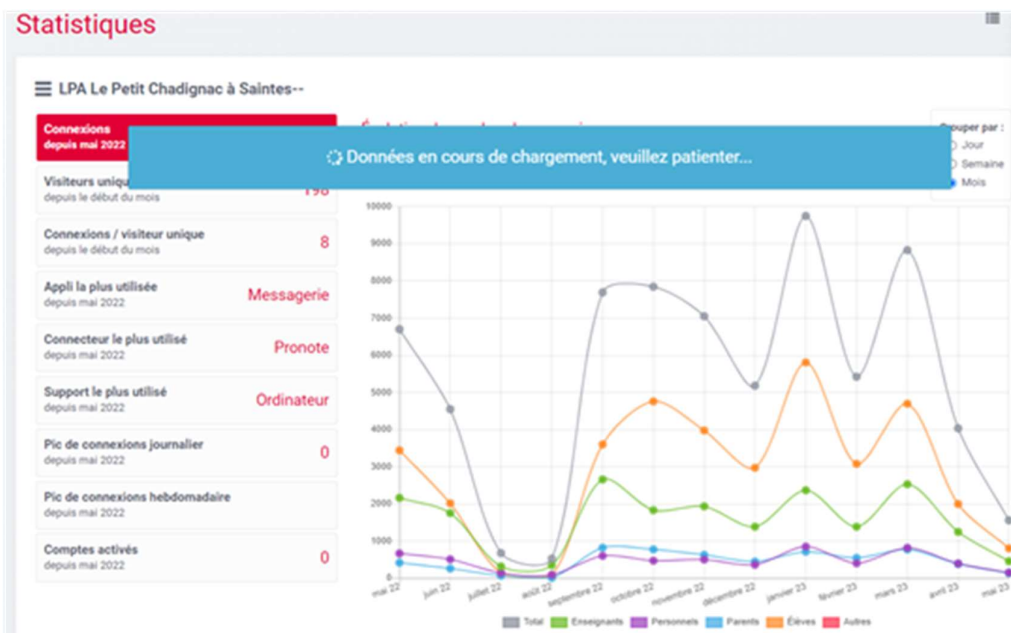 Statistiques
LPA Le Petit Chadignac à Saintes--
Connexions
depuis mai 2022
Grouper par :
Jour
Semaine
Mois
Données en cours de chargement, veuillez patienter...
Visiteurs
depuis le début du mois
198
Connexions / visiteur unique
depuis le début du mois
8
Appli la plus utilisée
depuis mai 2022
Messagerie
Connecteur le plus utilisé
depuis mai 2022
Pronote
Support le plus utilisé
depuis mai 2022
Ordinateur
Pic de connexions journalier
depuis mai 2022
0
Pic de connexions hebdomadaire
depuis mai 2022
Comptes activés
depuis mai 2022
0
10000
9000
8000
7000
6000
5000
4000
3000
2000
1000
0
mai 22 juin 22 juillet 22 août 22 septembre 22 octobre 22 novembre 22 décembre 22 janvier 23 février 23 mars 23 avril 23 mai 23
Total Enseignants Personnels Parents Élèves Autres